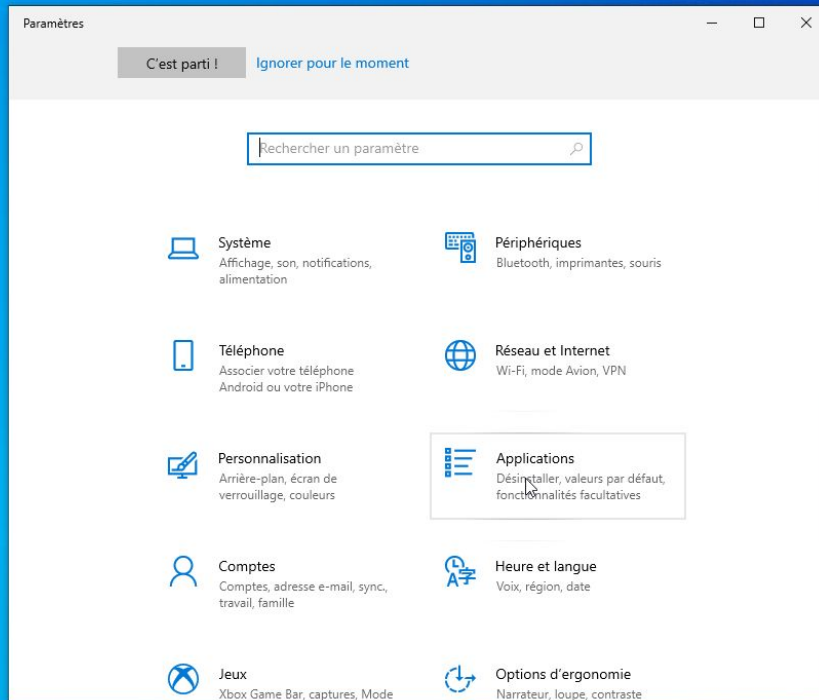 Paramètres
C'est parti !
Ignorer pour le moment
Rechercher un paramètre
Système
Affichage, son, notifications,
alimentation
Périphériques
Bluetooth, imprimantes, souris
Téléphone
Associer votre téléphone
Android ou votre iPhone
Réseau et Internet
Wi-Fi, mode Avion, VPN
Personnalisation
Arrière-plan, écran de
verrouillage, couleurs
Applications
Désinstaller, valeurs par défaut,
fonctionnalités facultatives
Comptes
Comptes, adresse e-mail, sync.,
travail, famille
Heure et langue
Voix, région, date
Jeux
Xbox Game Bar, captures, Mode
Options d'ergonomie
Narrateur, loupe, contraste